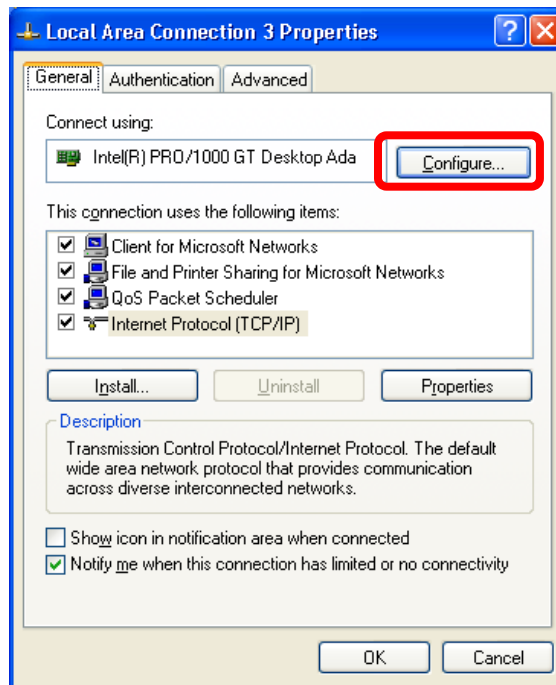 Local Area Connection 3 Properties
General Authentication Advanced
Connect using:
Intel(R) PRO/1000 GT Desktop Ada
Configure...
This connection uses the following items:
Client for Microsoft Networks
File and Printer Sharing for Microsoft Networks
QoS Packet Scheduler
Internet Protocol (TCP/IP)
Install... Uninstall Properties
Description
Transmission Control Protocol/Internet Protocol. The default
wide area network protocol that provides communication
across diverse interconnected networks.
Show icon in notification area when connected
Notify me when this connection has limited or no connectivity
OK Cancel